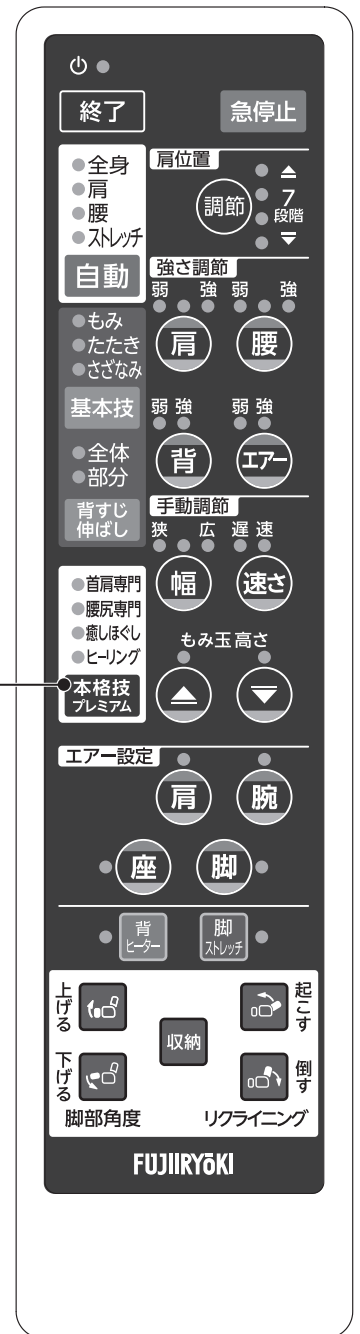 終了
急停止
全身
肩
腰
ストレッチ
自動
肩位置
調節
7
段階
強さ調節
弱 強 弱 強
肩 腰
もみ
たたき
さざなみ
基本技
弱 強 弱 強
背 エアー
全体
部分
背すじ
伸ばし
手動調節
狭 広 遅 速
幅 速さ
もみ玉高さ
首肩専門
腰尻専門
癒しほぐし
ヒーリング
本格技
プレミアム
エアー設定
肩 腕
座 脚
背
ヒーター
脚
ストレッチ
上げる
起こす
収納
下げる
倒す
脚部角度
リクライニング
FUJIIRYōKI